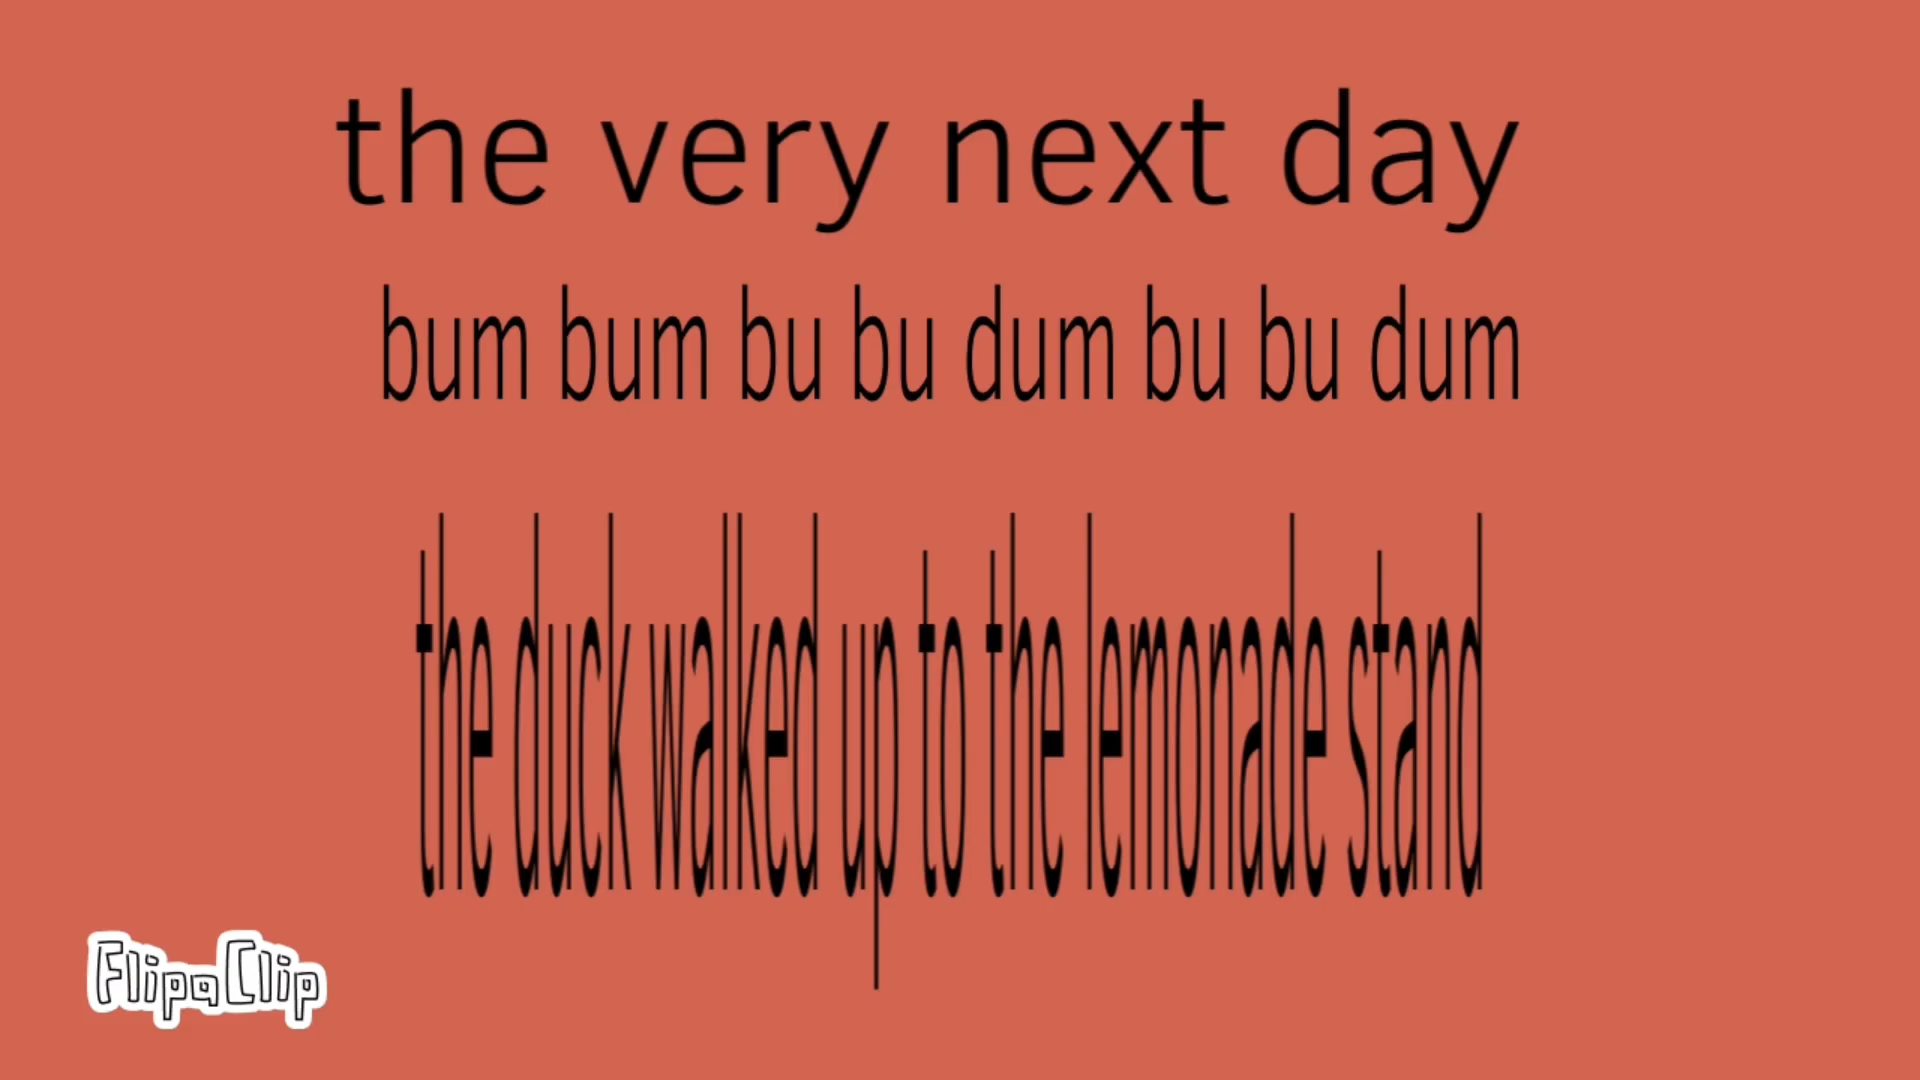 the very next day
bum bum bu bu dum bu bu dum
the duck walked up to the lemonade stand
FlipaClip